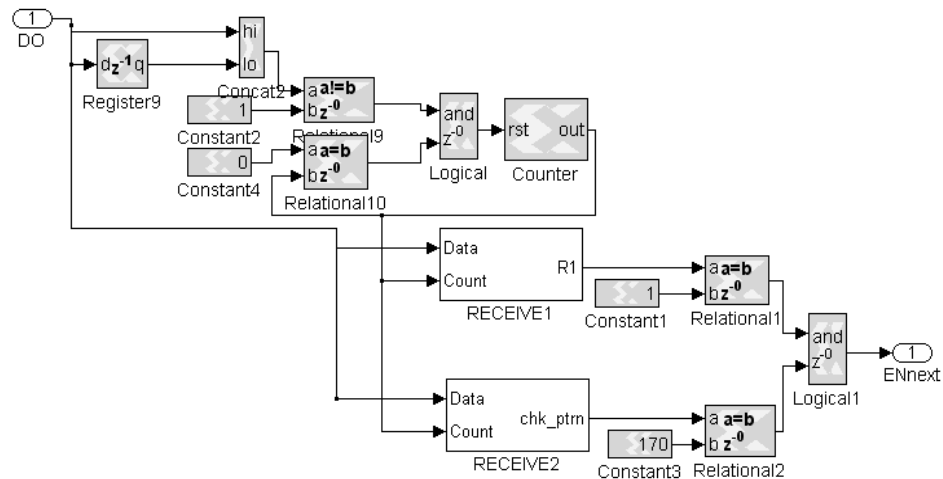 1
DO
hi
lo
Concat2
d z-1 q
Register9
a a!=b
b z-0
Relational9
1
Constant2
and
z-0
Logical
rst out
Counter
0
Constant4
a a=b
b z-0
Relational10
Data
Count
R1
RECEIVE1
1
Constant1
a a=b
b z-0
Relational1
and
z-0
Logical1
1
ENnext
Data
Count
chk_ptrn
RECEIVE2
170
Constant3
a a=b
b z-0
Relational2